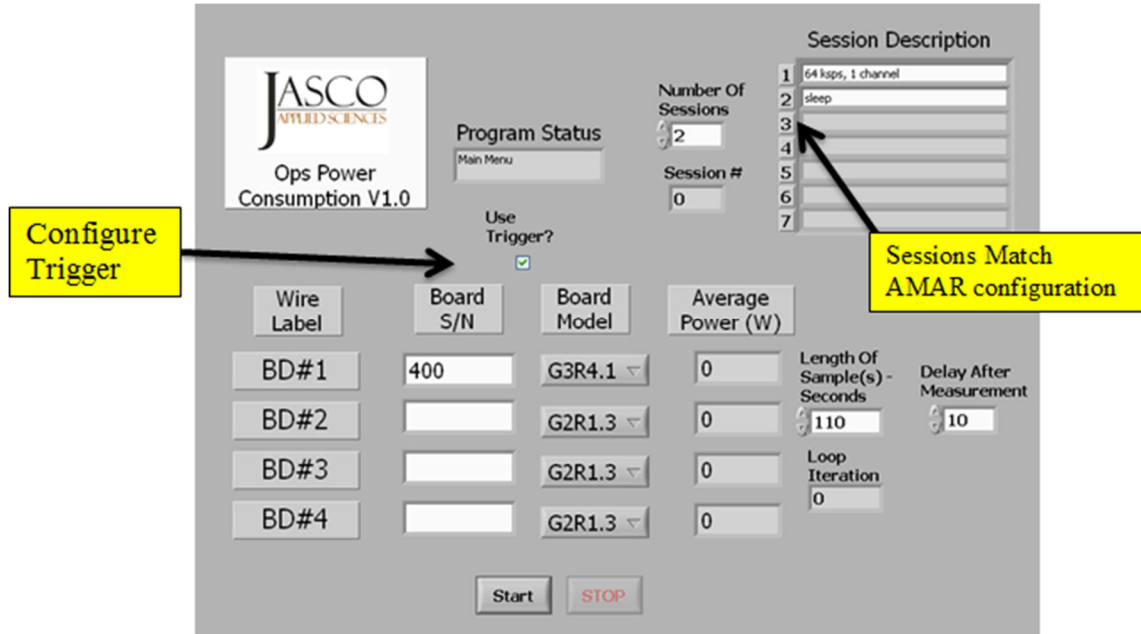 JASCO
APPLIED SCIENCES
Ops Power
Consumption V1.0
Program Status
Main Menu
Number Of
Sessions
2
Session #
0
Session Description
1 64 ksps, 1 channel
2 sleep
3
4
5
6
7
Configure
Trigger
Use
Trigger?
Sessions Match
AMAR configuration
Wire
Label
Board
S/N
Board
Model
Average
Power (W)
BD#1 400 G3R4.1 0
BD#2 G2R1.3 0
BD#3 G2R1.3 0
BD#4 G2R1.3 0
Length Of
Sample(s) -
Seconds
110
Delay After
Measurement
10
Loop
Iteration
0
Start STOP